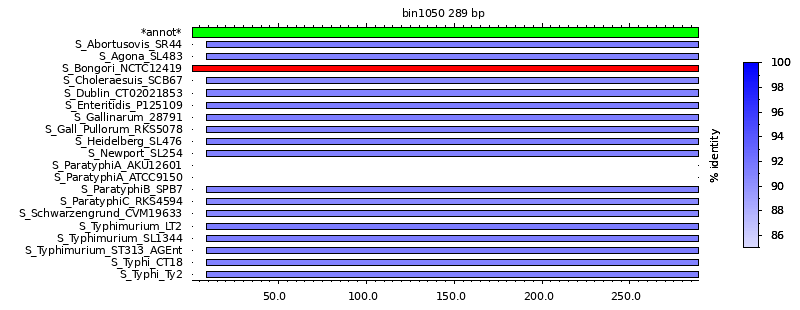 bin1050 289 bp
*annot*
S_Abortusovis_SR44
S_Agona_SL483
S_Bongori_NCTC12419
S_Choleraesuis_SCB67
S_Dublin_CT02021853
S_Enteritidis_P125109
S_Gallinarum_28791
S_Gall_Pullorum_RKS5078
S_Heidelberg_SL476
S_Newport_SL254
S_ParatyphiA_AKU12601
S_ParatyphiA_ATCC9150
S_ParatyphiB_SPB7
S_ParatyphiC_RKS4594
S_Schwarzengrund_CVM19633
S_Typhimurium_LT2
S_Typhimurium_SL1344
S_Typhimurium_ST313_AGEnt
S_Typhi_CT18
S_Typhi_Ty2
50.0 100.0 150.0 200.0 250.0
% identity
100
98
96
94
92
90
88
86